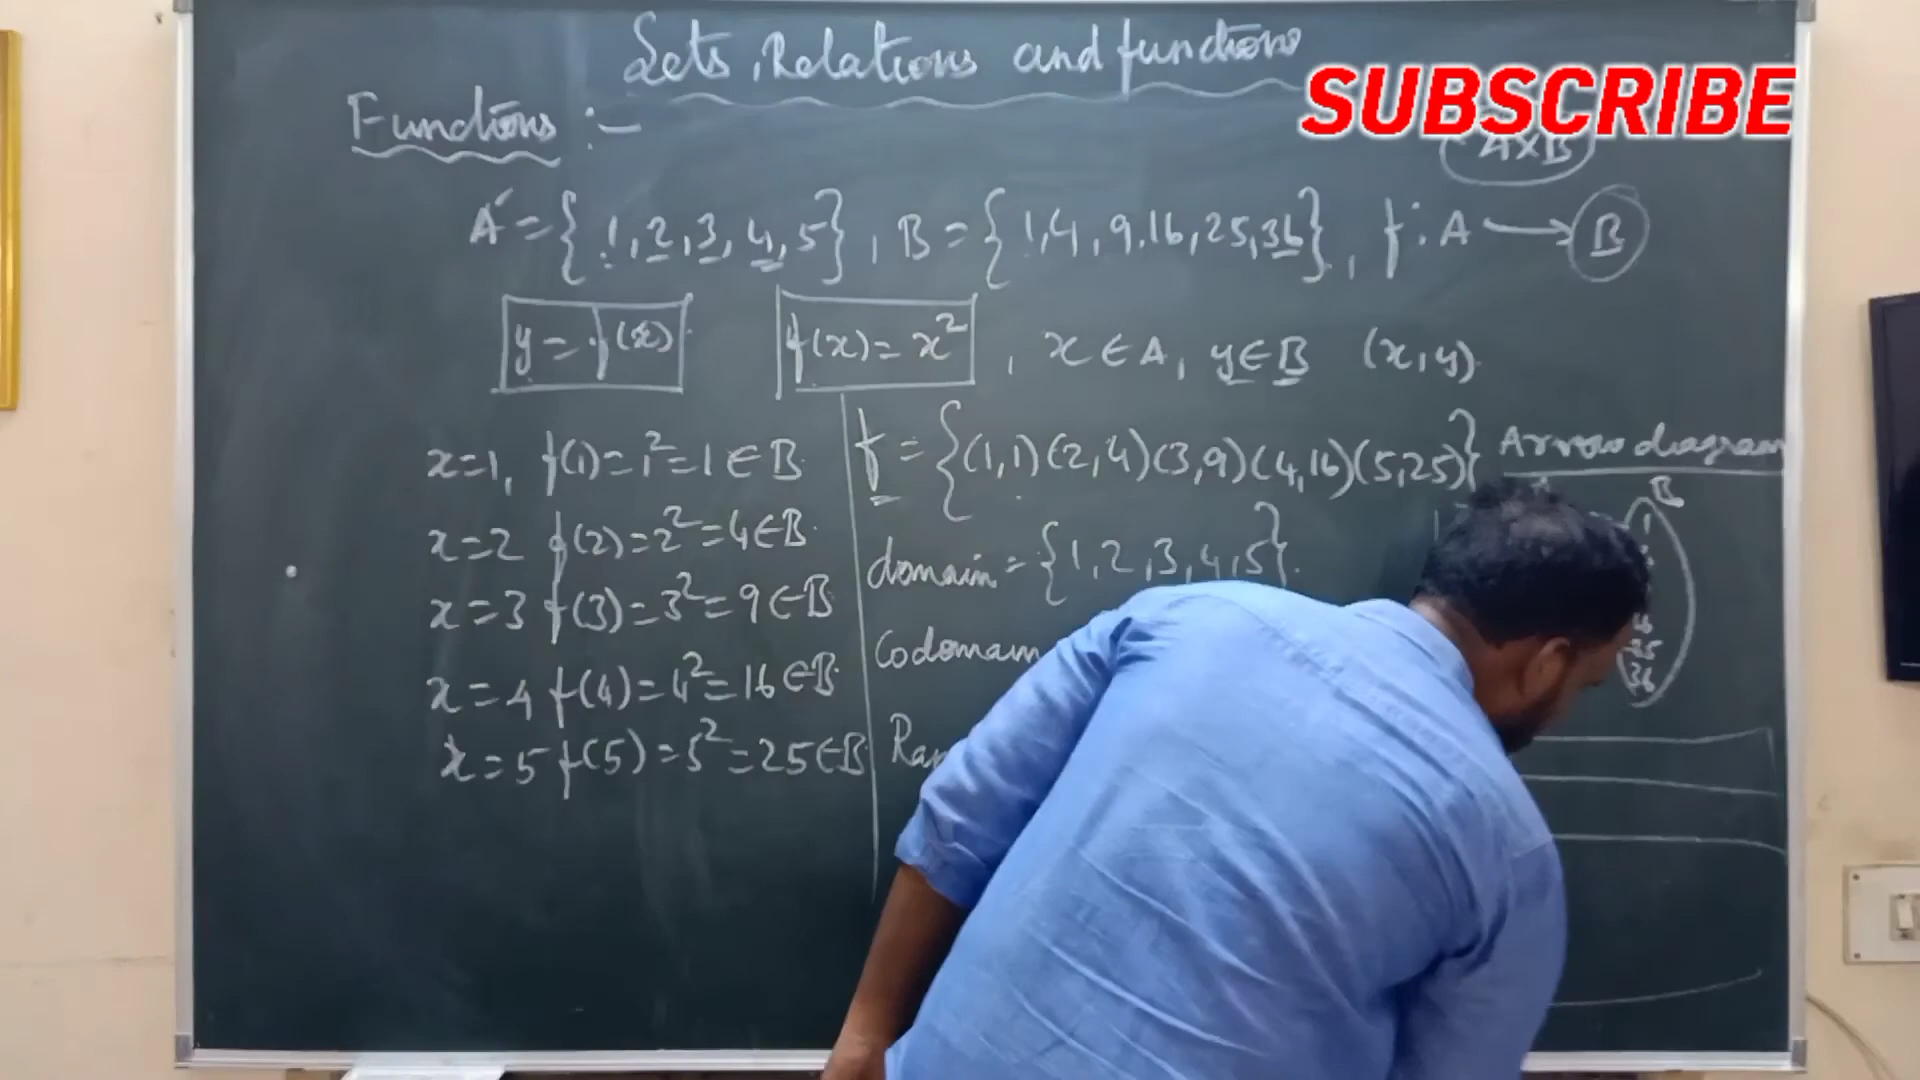 Sets, Relations and functions
SUBSCRIBE
Functions :-
A×B
A = {1, 2, 3, 4, 5}, B = {1, 4, 9, 16, 25, 36}, f : A → B
y = f(x) f(x) = x², x ∈ A, y ∈ B (x, y)
x=1, f(1) = 1² = 1 ∈ B
x=2 f(2) = 2² = 4 ∈ B
x=3 f(3) = 3² = 9 ∈ B
x=4 f(4) = 4² = 16 ∈ B
x=5 f(5) = 5² = 25 ∈ B
f = {(1,1)(2,4)(3,9)(4,16)(5,25)}
domain = {1, 2, 3, 4, 5}
Codomain
Arrow diagram
B
1
25
36